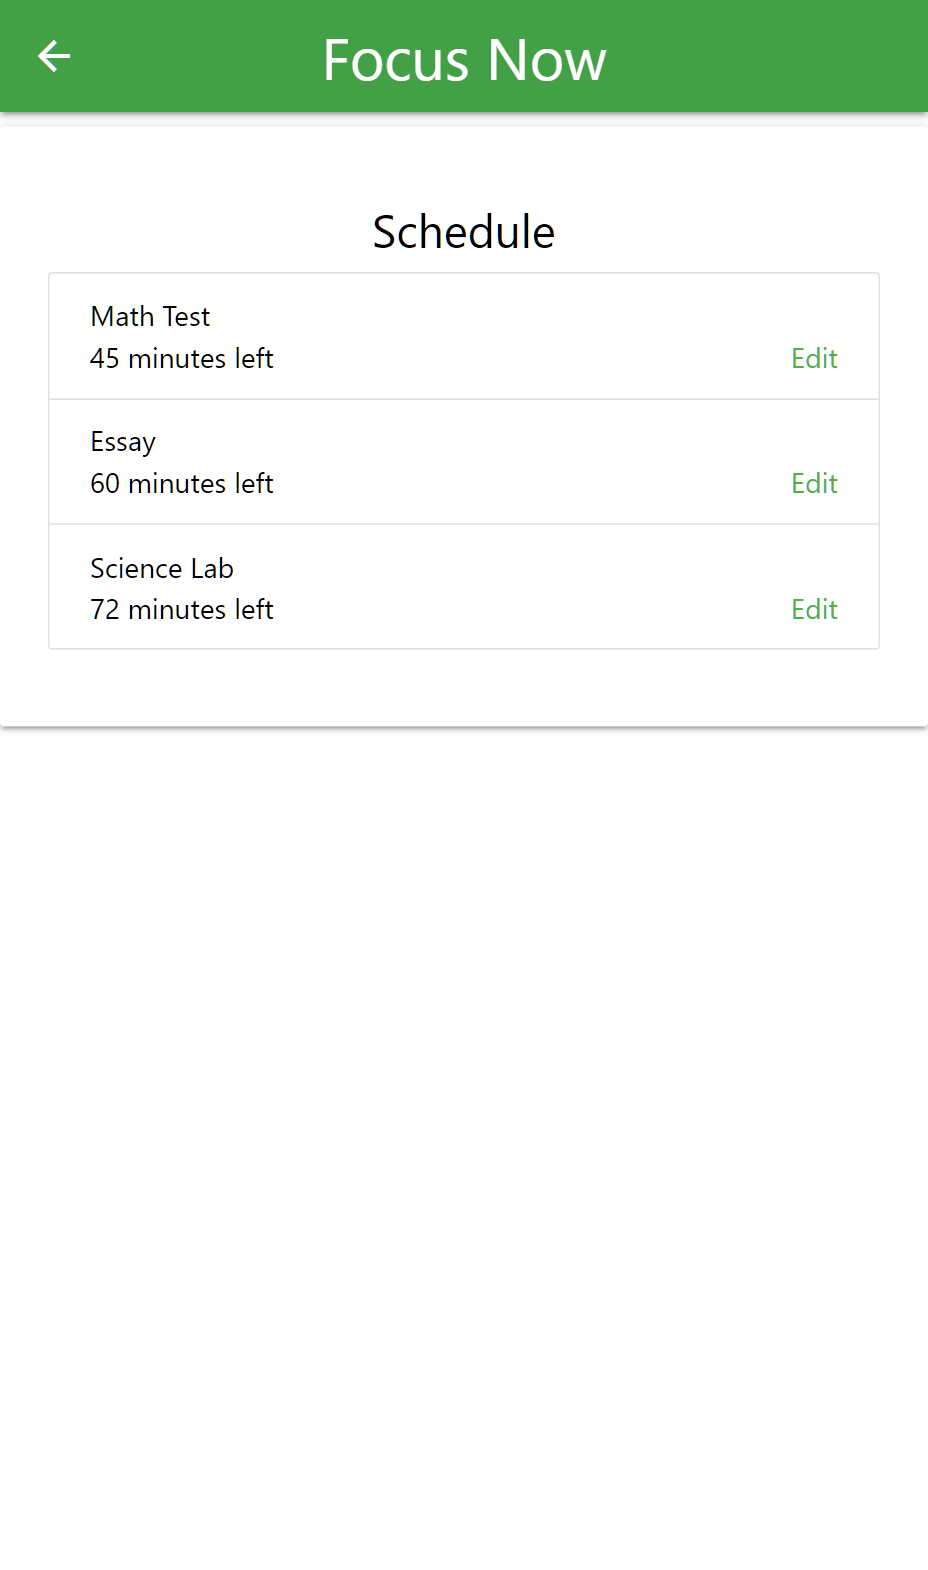 Focus Now
Schedule
Math Test
45 minutes left
Edit
Essay
60 minutes left
Edit
Science Lab
72 minutes left
Edit